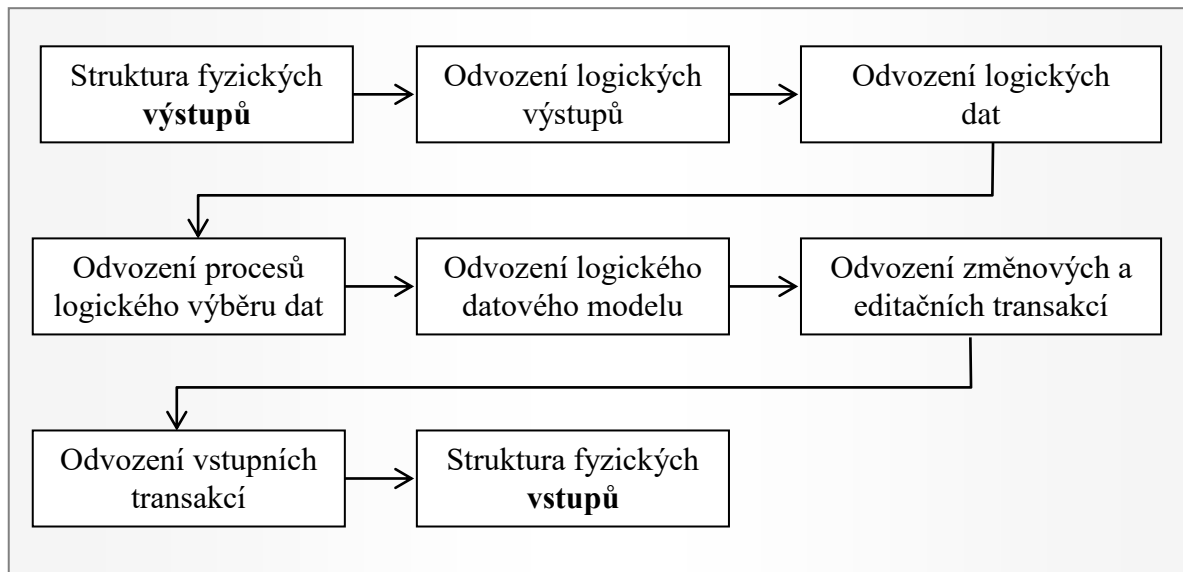 Struktura fyzických
výstupů
Odvození logických
výstupů
Odvození logických
dat
Odvození procesů
logického výběru dat
Odvození logického
datového modelu
Odvození změnových a
editačních transakcí
Odvození vstupních
transakcí
Struktura fyzických
vstupů